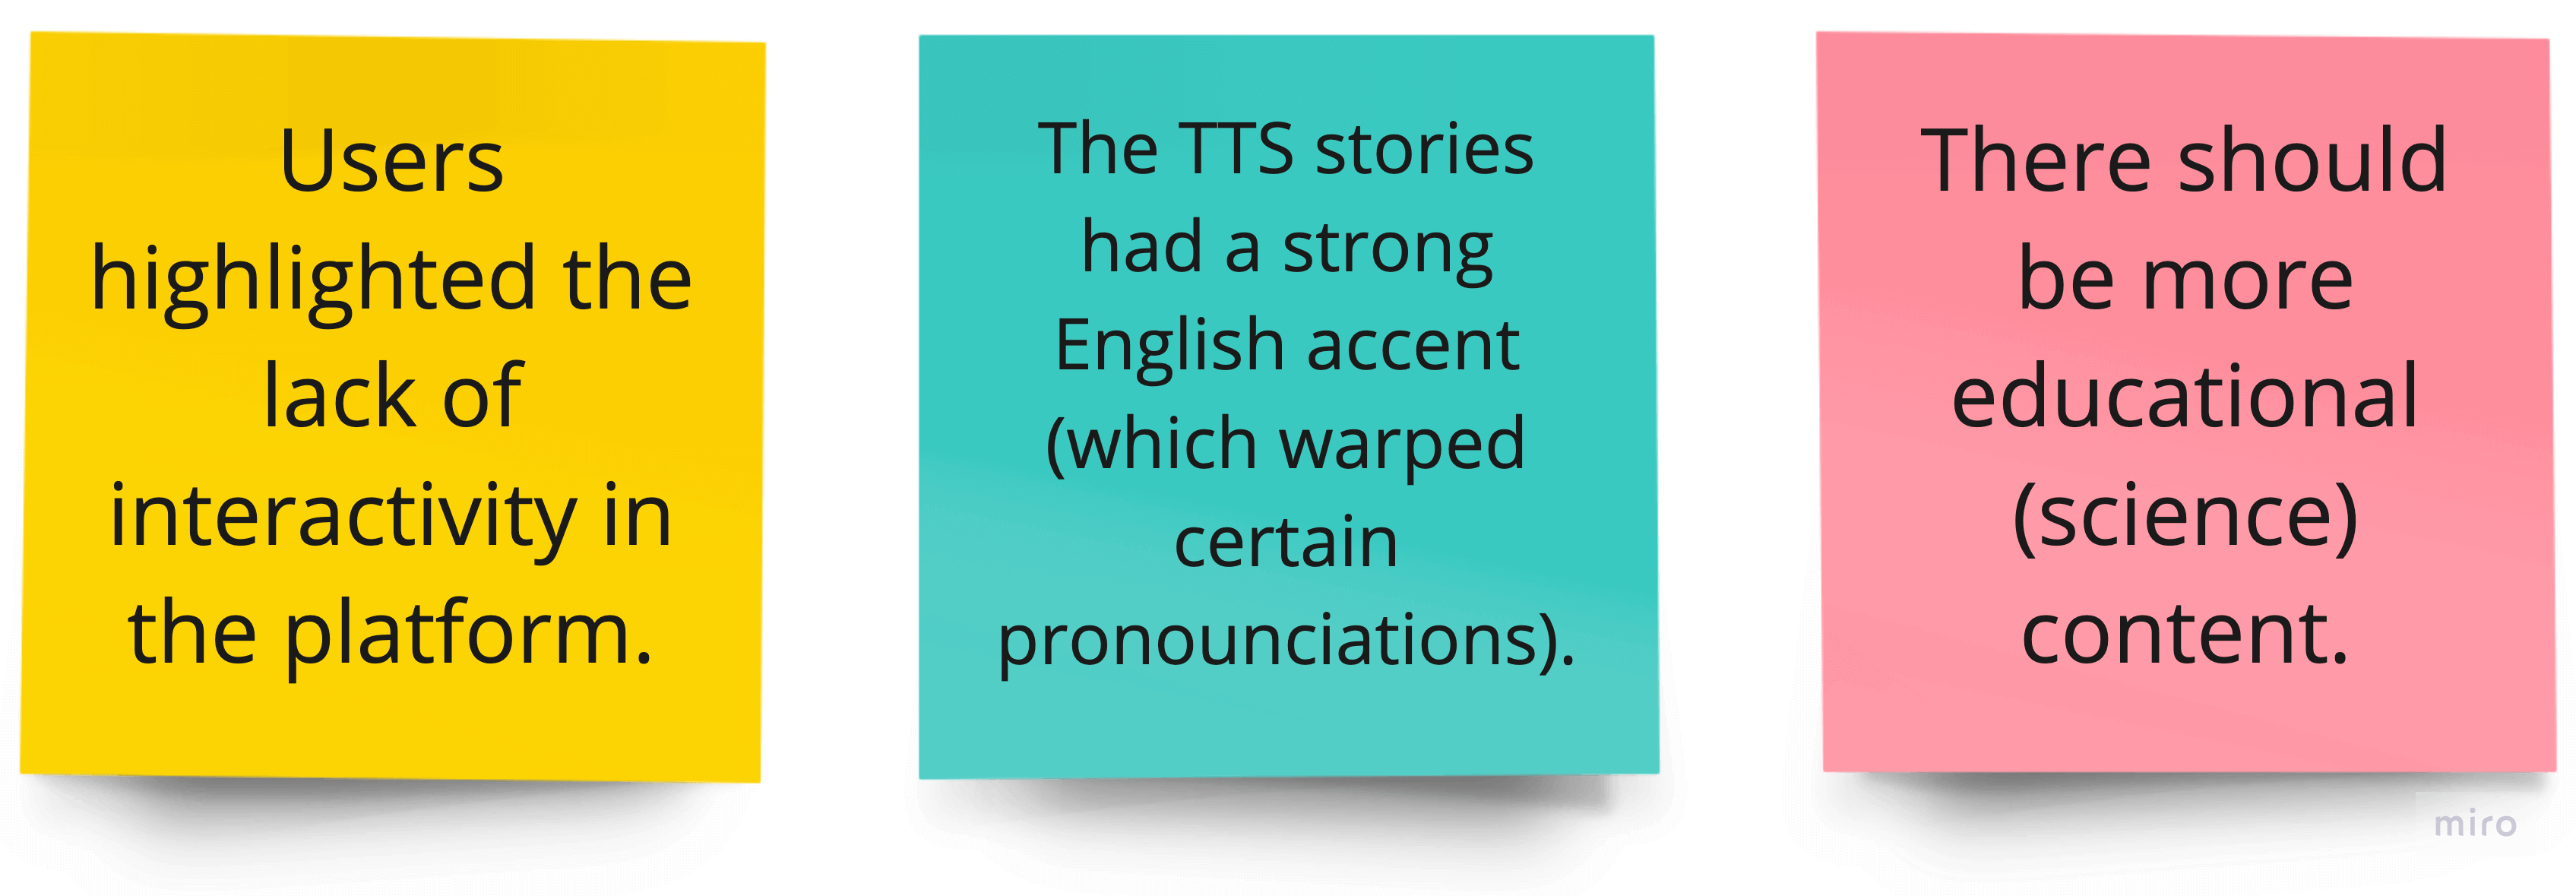 Users
highlighted the
lack of
interactivity in
the platform.
The TTS stories
had a strong
English accent
(which warped
certain
pronounciations).
There should
be more
educational
(science)
content.
miro